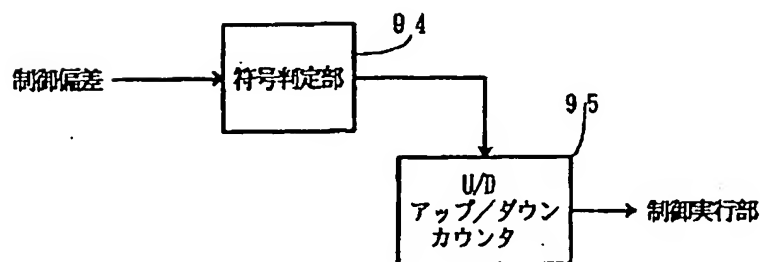 94
制御偏差
符号判定部
95
U/D
アップ/ダウン
カウンタ
制御実行部